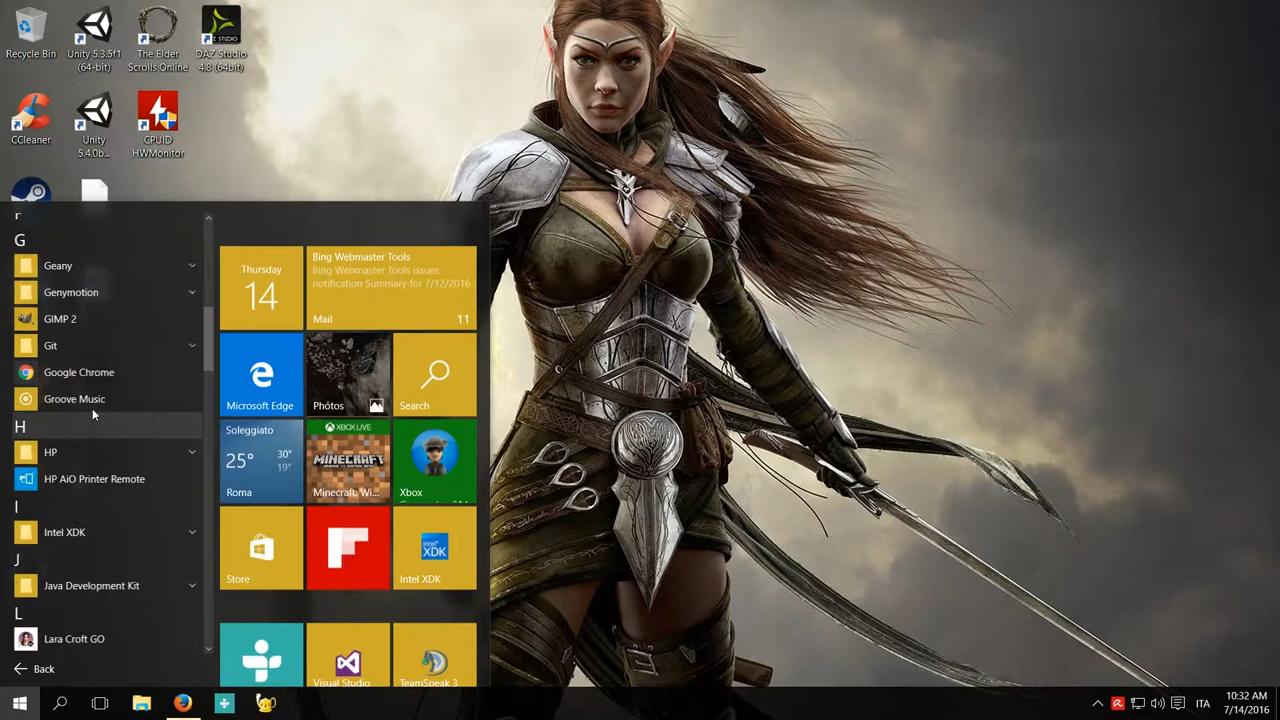 Recycle Bin
Unity 5.3.5f1
(64-bit)
The Elder
Scrolls Online
DAZ Studio
4.8 (64bit)
DAZ STUDIO
CCleaner
Unity
5.4.0b...
CPUID
HWMonitor
G
Geany
Genymotion
GIMP 2
Git
Google Chrome
Groove Music
H
HP
HP AiO Printer Remote
I
Intel XDK
J
Java Development Kit
L
Lara Croft GO
Back
Thursday
14
Bing Webmaster Tools
Bing Webmaster Tools issues
notification Summary for 7/12/2016
Mail
11
Microsoft Edge
Photos
Search
Soleggiato
25°
30°
19°
Roma
XBOX LIVE
MINECRAFT
Minecraft: Wi...
Xbox
Store
intel
XDK
Intel XDK
Visual Studio
TeamSpeak 3
ITA
10:32 AM
7/14/2016